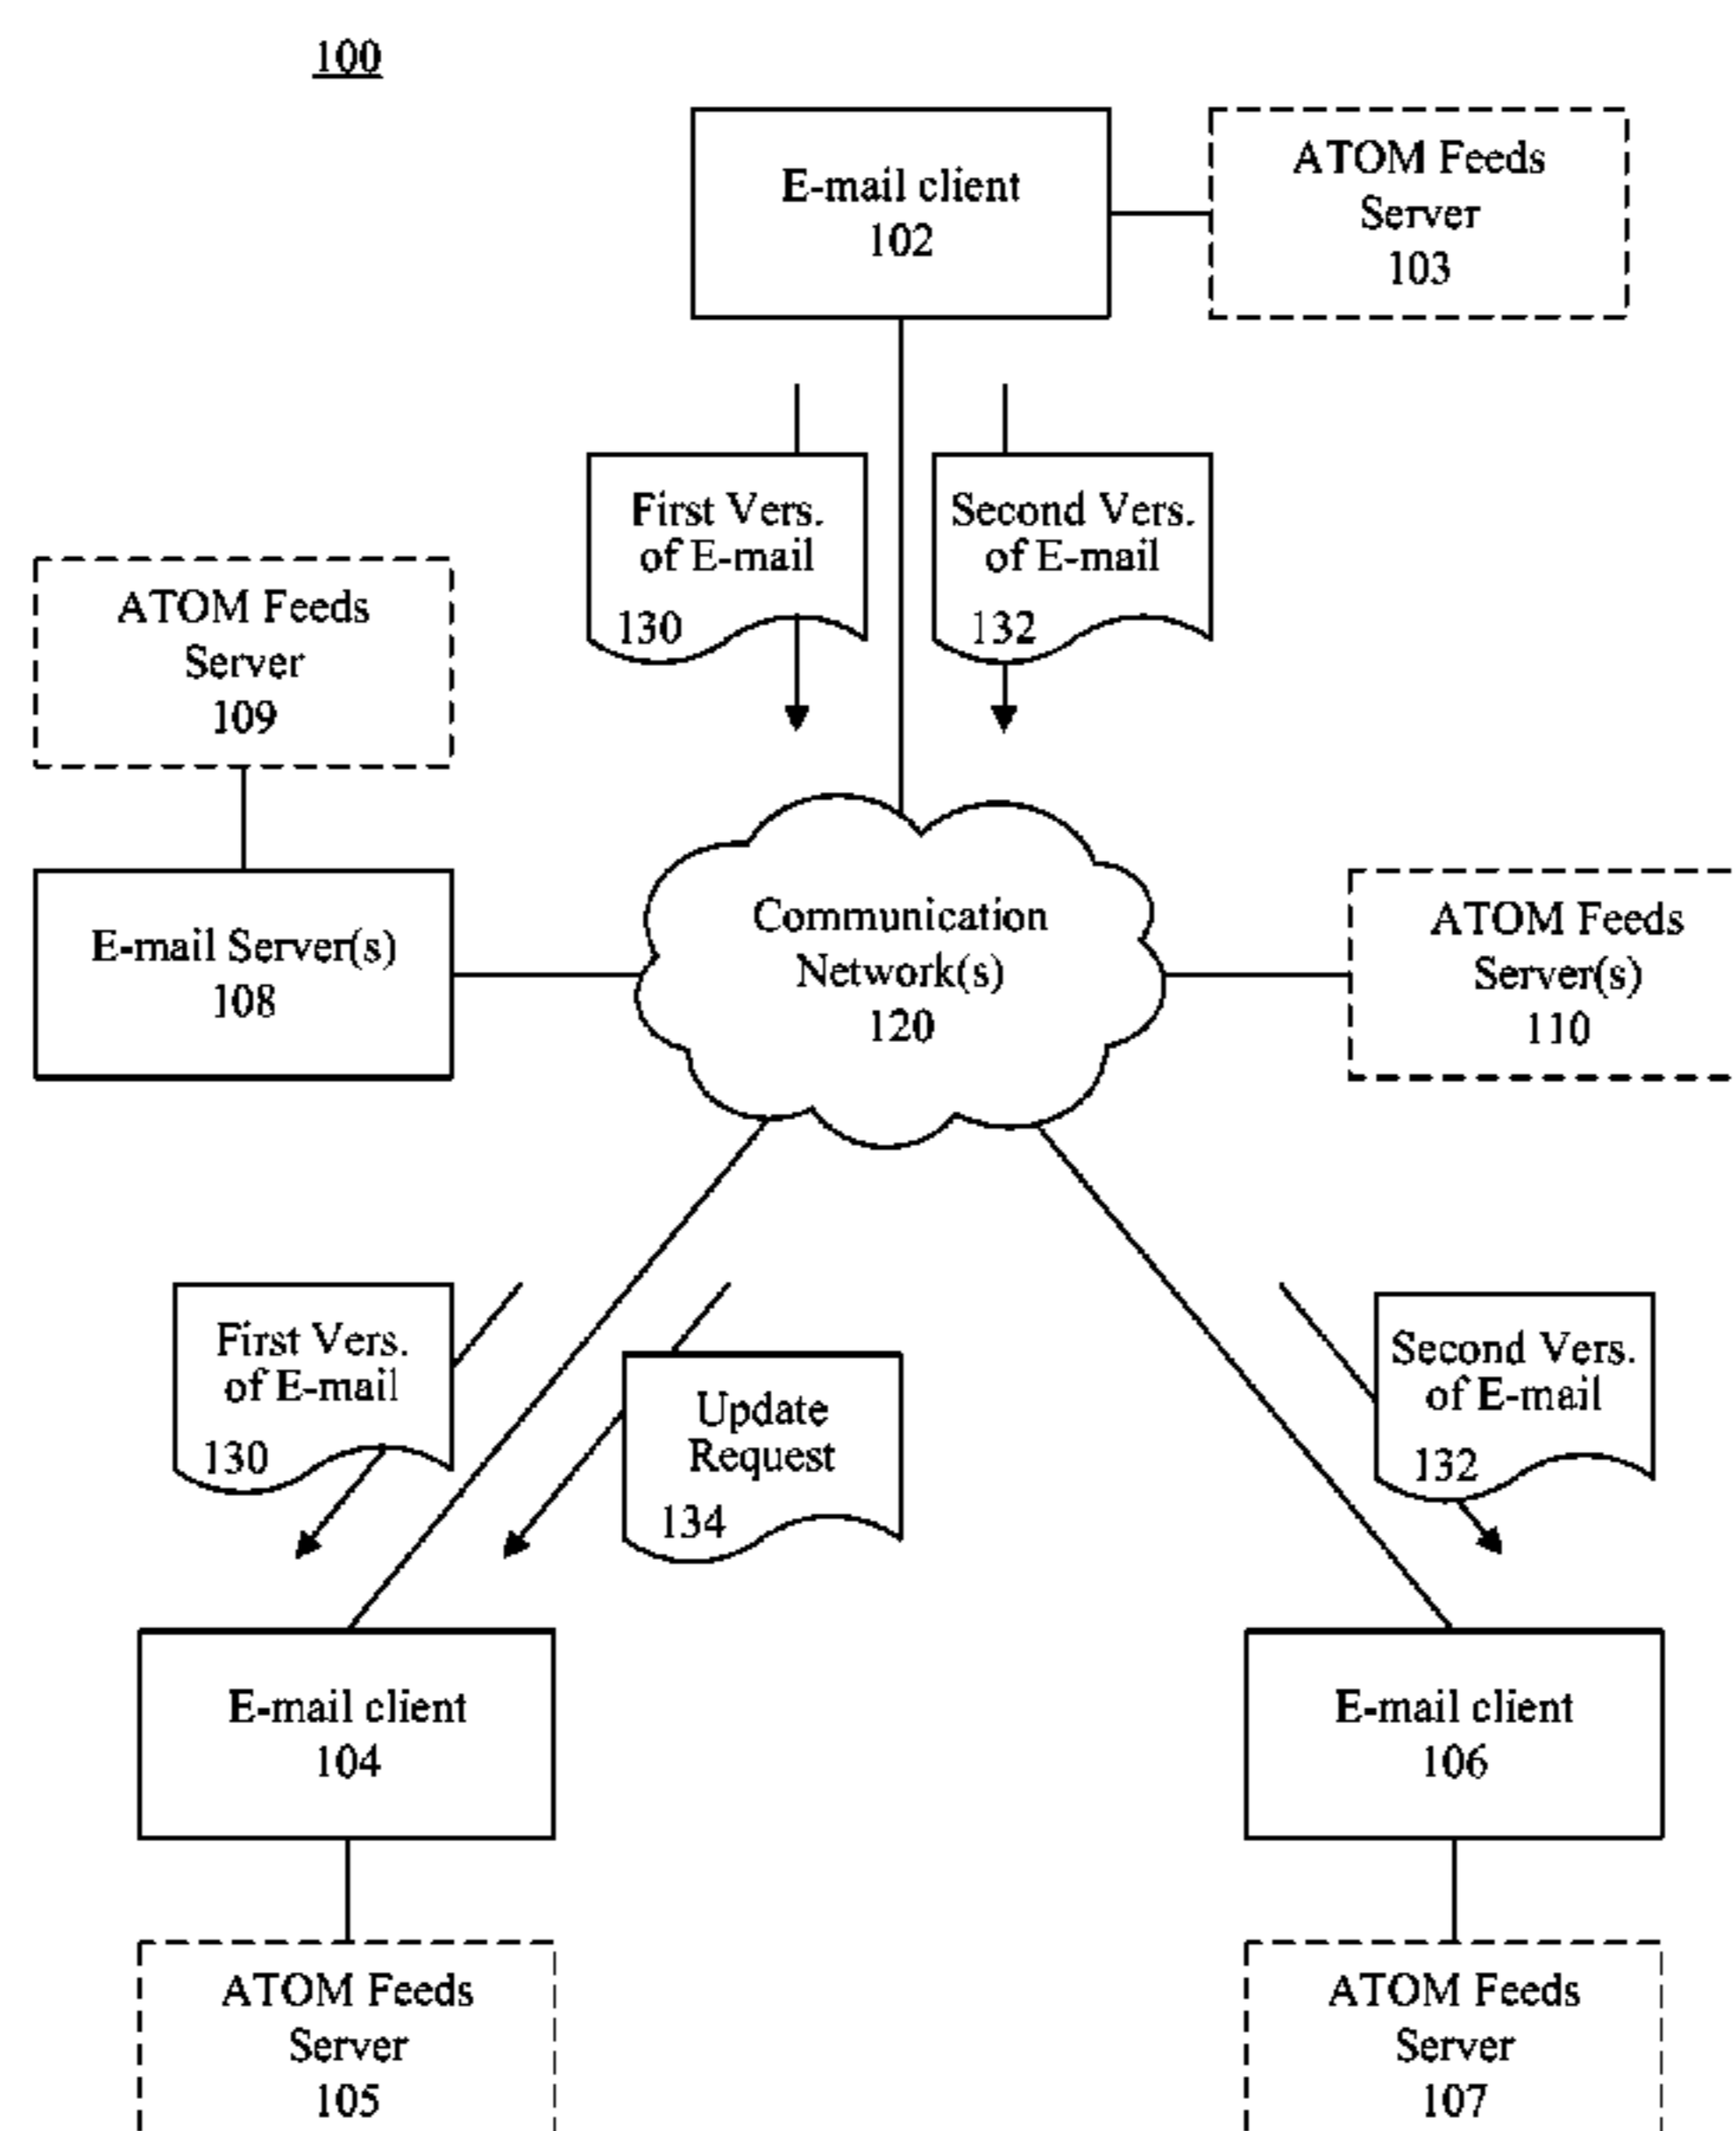 100
E-mail client
102
ATOM Feeds
Server
103
First Vers.
of E-mail
130
Second Vers.
of E-mail
132
ATOM Feeds
Server
109
E-mail Server(s)
108
Communication
Network(s)
120
ATOM Feeds
Server(s)
110
First Vers.
of E-mail
130
Update
Request
134
Second Vers.
of E-mail
132
E-mail client
104
E-mail client
106
ATOM Feeds
Server
105
ATOM Feeds
Server
107